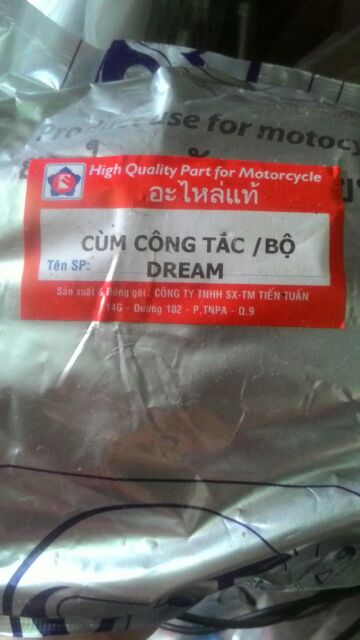 Product use for motocy
High Quality Part for Motorcycle
อะไหล่แท้
CÙM CÔNG TẮC /BỘ
Tên SP: DREAM
Sản xuất & Đóng gói: CÔNG TY TNHH SX-TM TIẾN TUẤN
14G - Đường 102 - P.TNPA - Q.9